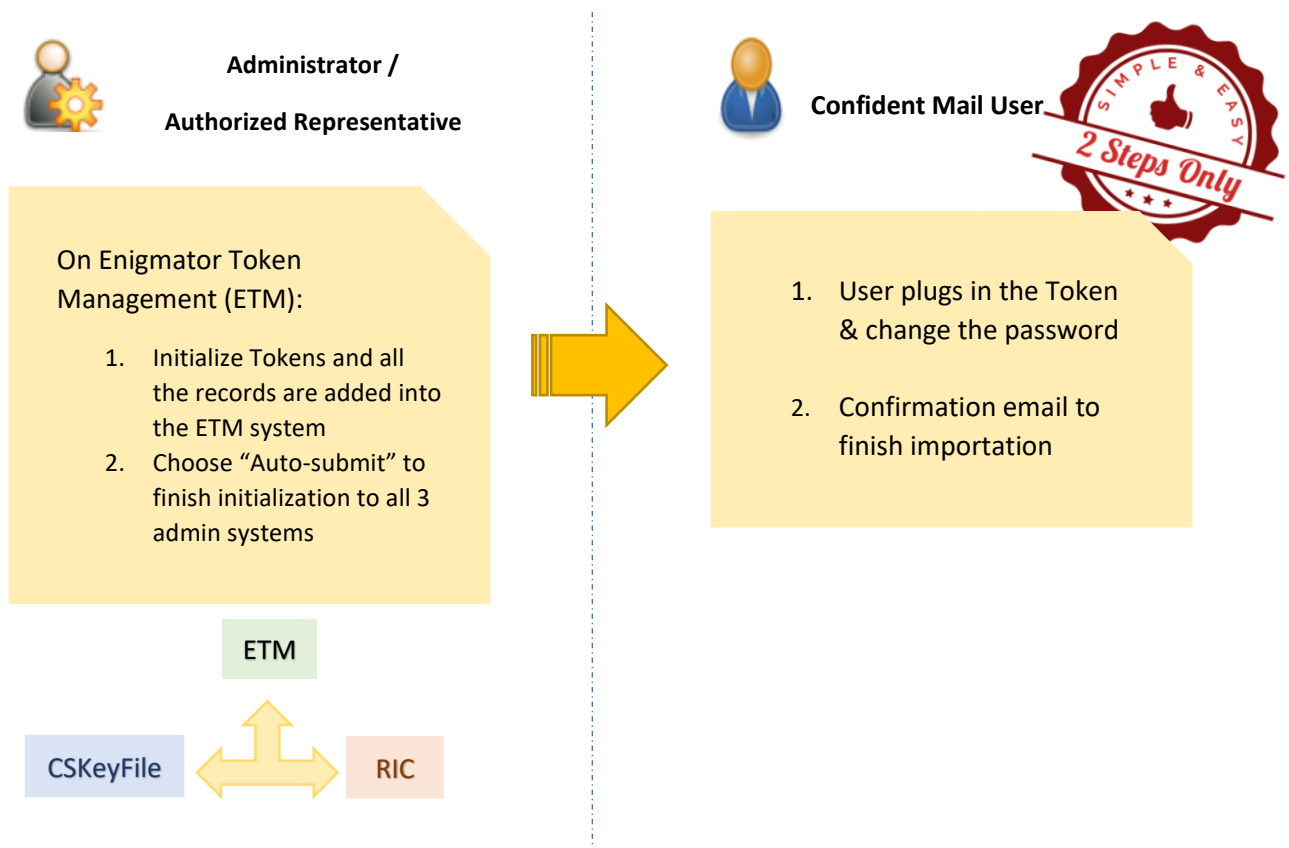 Administrator /
Authorized Representative
On Enigmator Token
Management (ETM):
1. Initialize Tokens and all
the records are added into
the ETM system
2. Choose “Auto-submit” to
finish initialization to all 3
admin systems
ETM
CSKeyFile
RIC
Confident Mail User
SIMPLE & EASY
2 Steps Only
1. User plugs in the Token
& change the password
2. Confirmation email to
finish importation